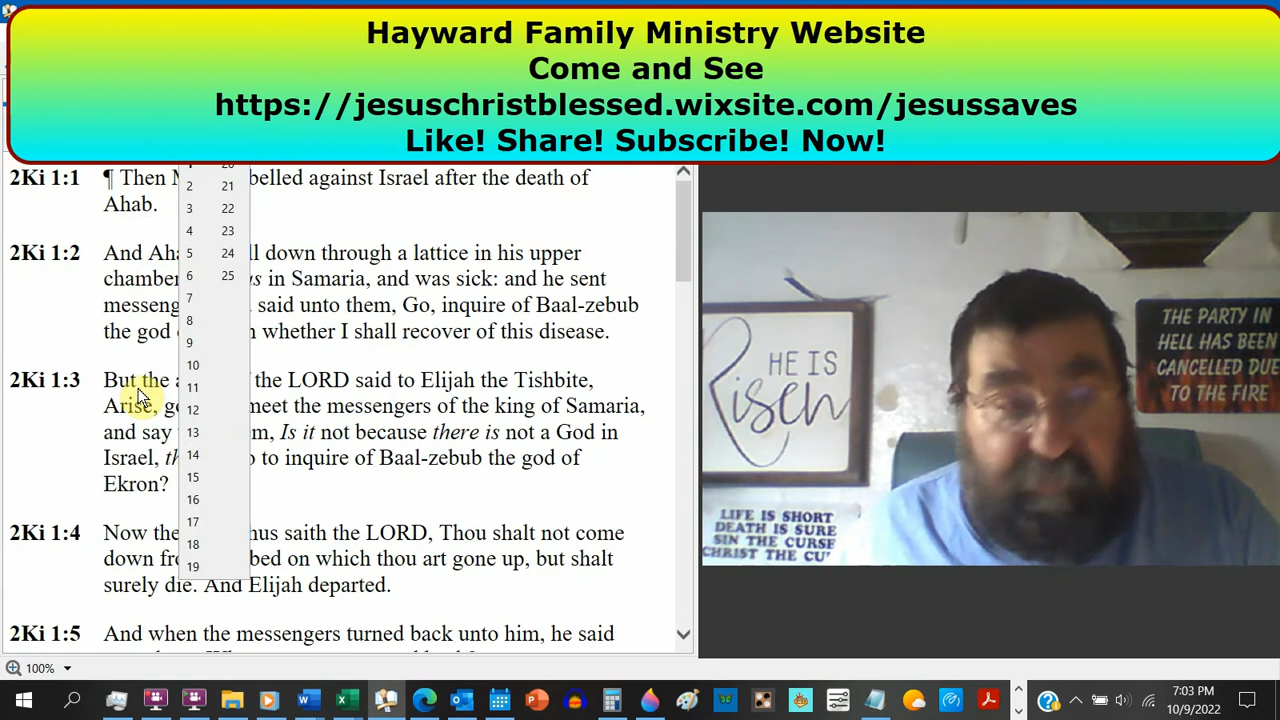 Hayward Family Ministry Website
Come and See
https://jesuschristblessed.wixsite.com/jesussaves
Like! Share! Subscribe! Now!
2Ki 1:1 ¶ Then belled against Israel after the death of
Ahab.
2Ki 1:2 And down through a lattice in his upper
in Samaria, and was sick: and he sent
said unto them, Go, inquire of Baal-zebub
the god whether I shall recover of this disease.
2Ki 1:3 But the the LORD said to Elijah the Tishbite,
Arise, meet the messengers of the king of Samaria,
and say Is it not because there is not a God in
Israel, to inquire of Baal-zebub the god of
Ekron?
2Ki 1:4 Now saith the LORD, Thou shalt not come
down bed on which thou art gone up, but shalt
surely die. And Elijah departed.
2Ki 1:5 And when the messengers turned back unto him, he said
2 21
3 22
4 23
5 24
6 25
7
8
9
10
11
12
13
14
15
16
17
18
19
HE IS
Risen
THE PARTY IN
HELL HAS BEEN
CANCELLED DUE
TO THE FIRE
LIFE IS SHORT
DEATH IS SURE
SIN THE CURSE
CHRIST THE
100%
7:03 PM
10/9/2022